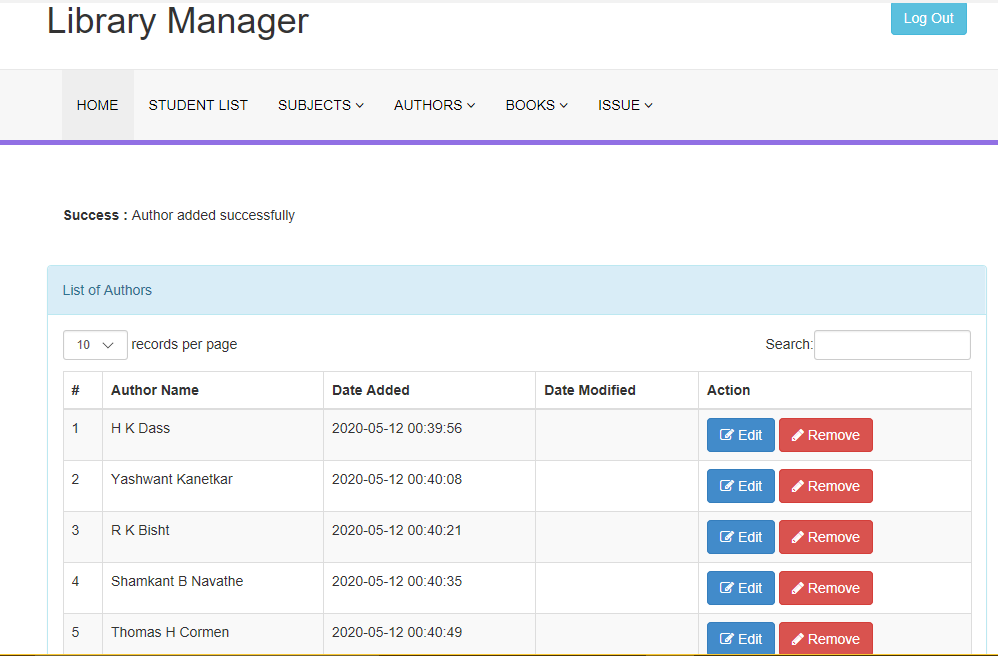 Library Manager
Log Out
HOME STUDENT LIST SUBJECTS AUTHORS BOOKS ISSUE
Success : Author added successfully
List of Authors
10 records per page Search:
# Author Name Date Added Date Modified Action
1 H K Dass 2020-05-12 00:39:56 Edit Remove
2 Yashwant Kanetkar 2020-05-12 00:40:08 Edit Remove
3 R K Bisht 2020-05-12 00:40:21 Edit Remove
4 Shamkant B Navathe 2020-05-12 00:40:35 Edit Remove
5 Thomas H Cormen 2020-05-12 00:40:49 Edit Remove